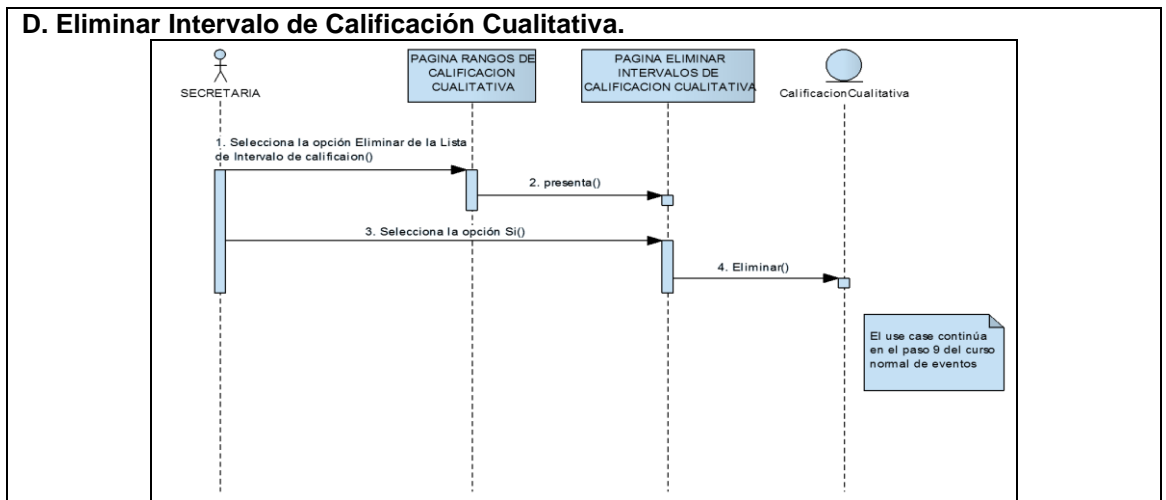 D. Eliminar Intervalo de Calificación Cualitativa.
SECRETARIA
PAGINA RANGOS DE
CALIFICACION
CUALITATIVA
PAGINA ELIMINAR
INTERVALOS DE
CALIFICACION CUALITATIVA
CalificacionCualitativa
1. Selecciona la opción Eliminar de la Lista
de Intervalo de calificaion()
2. presenta()
3. Selecciona la opción Si()
4. Eliminar()
El use case continúa
en el paso 9 del curso
normal de eventos